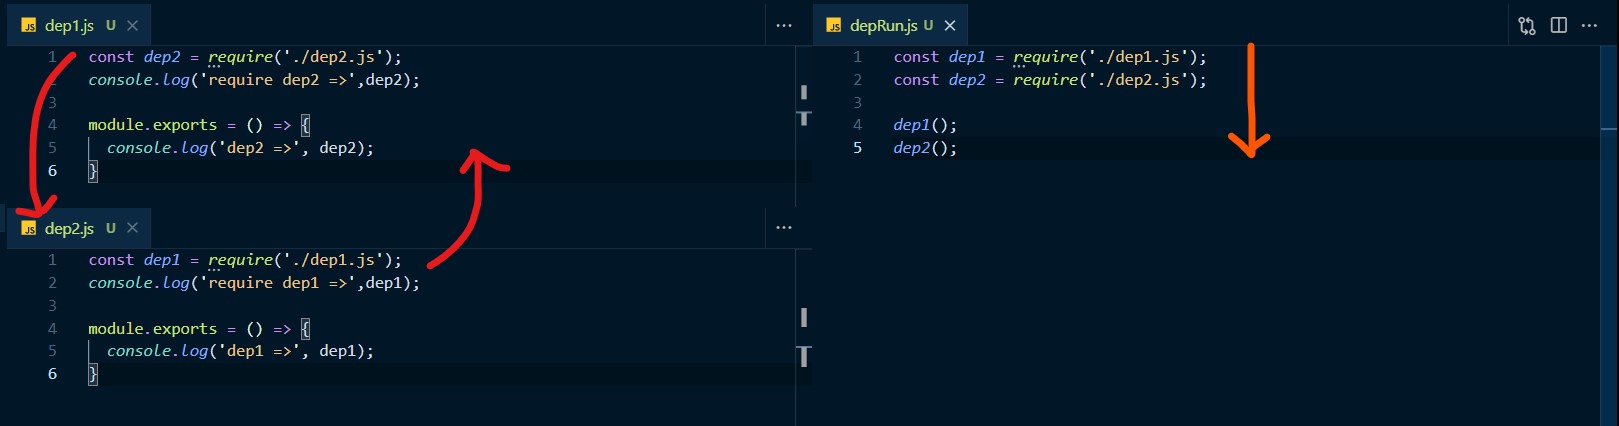 JS dep1.js U ×
1 const dep2 = require('./dep2.js');
2 console.log('require dep2 =>',dep2);
3
4 module.exports = () => {
5 console.log('dep2 =>', dep2);
6 }
JS dep2.js U ×
1 const dep1 = require('./dep1.js');
2 console.log('require dep1 =>',dep1);
3
4 module.exports = () => {
5 console.log('dep1 =>', dep1);
6 }
JS depRun.js U ×
1 const dep1 = require('./dep1.js');
2 const dep2 = require('./dep2.js');
3
4 dep1();
5 dep2();